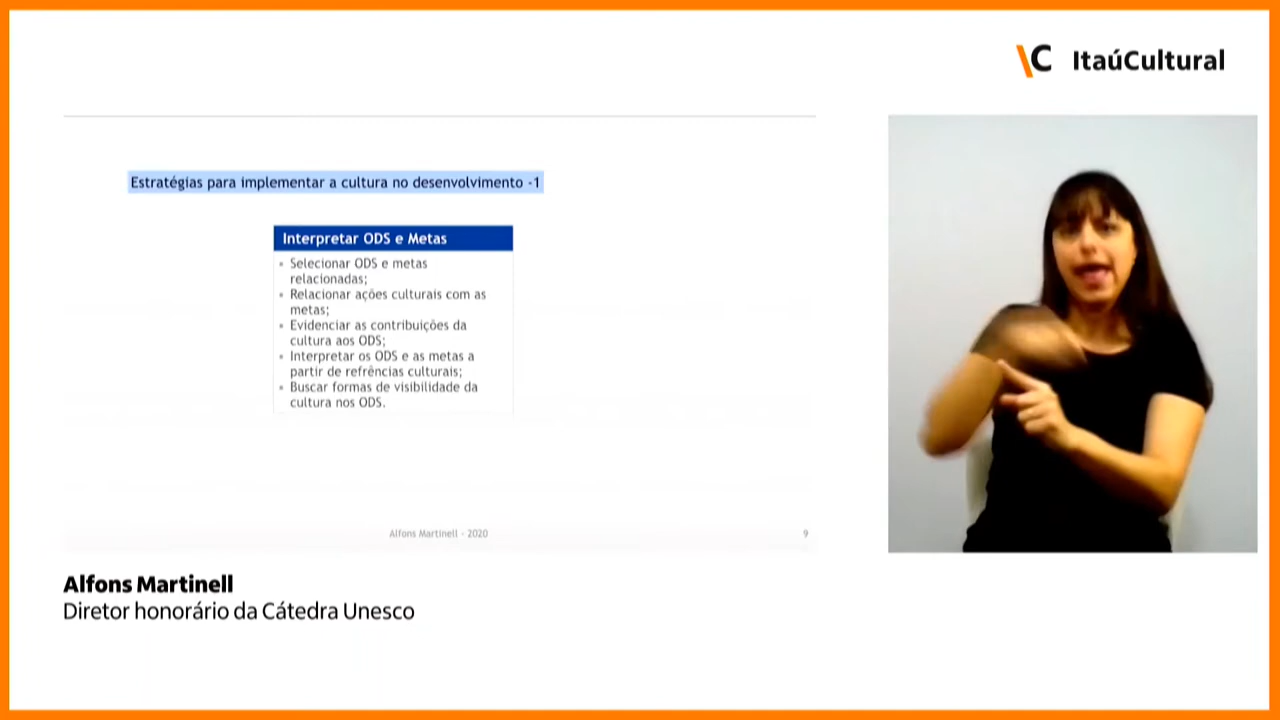 \C ItaúCultural
Estratégias para implementar a cultura no desenvolvimento -1
Interpretar ODS e Metas
• Selecionar ODS e metas
relacionadas;
• Relacionar ações culturais com as
metas;
• Evidenciar as contribuições da
cultura aos ODS;
• Interpretar os ODS e as metas a
partir de refrências culturais;
• Buscar formas de visibilidade da
cultura nos ODS.
Alfons Martinell - 2020
9
Alfons Martinell
Diretor honorário da Cátedra Unesco